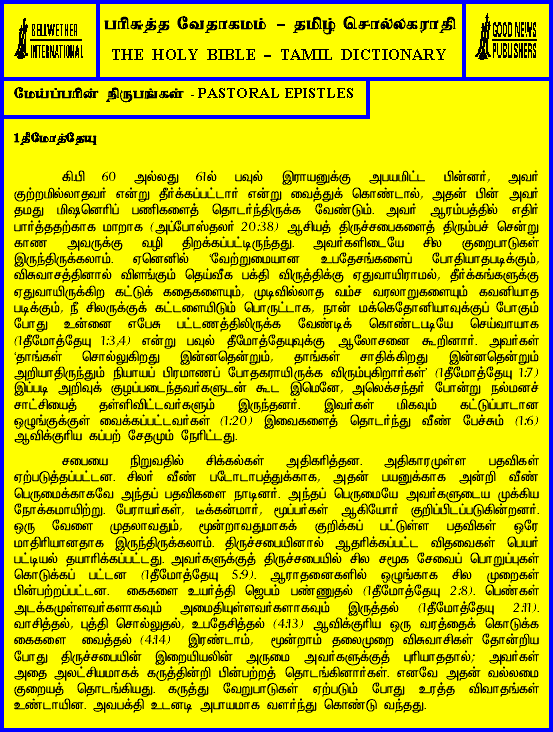 BELLWETHER
INTERNATIONAL
பரிசுத்த வேதாகமம் – தமிழ் சொல்லகராதி
THE HOLY BIBLE – TAMIL DICTIONARY
GOOD NEWS
PUBLISHERS
மேய்ப்பரின் நிருபங்கள் - PASTORAL EPISTLES
1தீமோத்தேயு
கி.பி 60 அல்லது 61ல் பவுல் இராயனுக்கு அபயமிட்ட பின்னர், அவர்
குற்றமில்லாதவர் என்று தீர்க்கப்பட்டார் என்று வைத்துக் கொண்டால், அதன் பின் அவர்
தமது மிஷனெரிப் பணிகளைத் தொடர்ந்திருக்க வேண்டும். அவர் ஆரம்பத்தில் எதிர்
பார்த்ததற்காக மாறாக (அப்போஸ்தலர் 20:38) ஆசியத் திருச்சபைகளைத் திரும்பச் சென்று
காண அவருக்கு வழி திறக்கப்பட்டிருந்தது. அவர்களிடையே சில குறைபாடுகள்
இருந்திருக்கலாம். ஏனெனில் 'வேற்றுமையான உபதேசங்களைப் போதியாதபடிக்கும்,
விசுவாசத்தினால் விளங்கும் தெய்வீக பக்தி விருத்திக்கு ஏதுவாயிராமல், தீர்க்கங்களுக்கு
ஏதுவாயிருக்கிற கட்டுக் கதைகளையும், முடிவில்லாத வம்ச வரலாறுகளையும் கவனியாத
படிக்கும், நீ சிலருக்குக் கட்டளையிடும் பொருட்டாக, நான் மக்கெதோனியாவுக்குப் போகும்
போது உன்னை எபேசு பட்டணத்திலிருக்க வேண்டிக் கொண்டபடியே செய்வாயாக
(1தீமோத்தேயு 1:3,4) என்று பவுல் தீமோத்தேயுவுக்கு ஆலோசனை கூறினார். அவர்கள்
'தாங்கள் சொல்லுகிறது இன்னதென்றும், தாங்கள் சாதிக்கிறது இன்னதென்றும்
அறியாதிருந்தும் நியாயப் பிரமாணப் போதகராயிருக்க விரும்புகிறார்கள்' (1தீமோத்தேயு 1:7)
இப்படி அறிவுக் குழப்படைந்தவர்களுடன் கூட இமெனே, அலெக்சந்தர் போன்று நல்மனச்
சாட்சியைத் தள்ளிவிட்டவர்களும் இருந்தனர். இவர்கள் மிகவும் கட்டுப்பாடான
ஒழுங்குக்குள் வைக்கப்பட்டவர்கள் (1:20) இவைகளைத் தொடர்ந்து வீண் பேச்சும் (1:6)
ஆவிக்குரிய கப்பற் சேதமும் நேரிட்டது.
சபையை நிறுவதில் சிக்கல்கள் அதிகரித்தன. அதிகாரமுள்ள பதவிகள்
ஏற்படுத்தப்பட்டன. சிலர் வீண் படோடாபத்துக்காக, அதன் பயனுக்காக அன்றி வீண்
பெருமைக்காகவே அந்தப் பதவிகளை நாடினர். அந்தப் பெருமையே அவர்களுடைய முக்கிய
நோக்கமாயிற்று. பேராயர்கள், டீக்கன்மார், மூப்பர்கள் ஆகியோர் குறிப்பிடப்படுகின்றனர்.
ஒரு வேளை முதலாவதும், மூன்றாவதுமாகக் குறிக்கப் பட்டுள்ள பதவிகள் ஒரே
மாதிரியானதாக இருந்திருக்கலாம். திருச்சபையினால் ஆதரிக்கப்பட்ட விதவைகள் பெயர்
பட்டியல் தயாரிக்கப்பட்டது. அவர்களுக்குத் திருச்சபையில் சில சமூக சேவைப் பொறுப்புகள்
கொடுக்கப் பட்டன (1தீமோத்தேயு 5:9). ஆராதனைகளில் ஒழுங்காக சில முறைகள்
பின்பற்றப்பட்டன. கைகளை உயர்த்தி ஜெபம் பண்ணுதல் (1தீமோத்தேயு 2:8). பெண்கள்
அடக்கமுள்ளவர்களாகவும் அமைதியுள்ளவர்களாகவும் இருத்தல் (1தீமோத்தேயு 2:11).
வாசித்தல், புத்தி சொல்லுதல், உபதேசித்தல் (4:13) ஆவிக்குரிய ஒரு வரத்தைக் கொடுக்க
கைகளை வைத்தல் (4:14) இரண்டாம், மூன்றாம் தலைமுறை விசுவாசிகள் தோன்றிய
போது திருச்சபையின் இறையியலின் அருமை அவர்களுக்குத் புரியாததால்; அவர்கள்
அதை அலட்சியமாகக் கருத்தின்றி பின்பற்றத் தொடங்கினார்கள். எனவே அதன் வல்லமை
குறையத் தொடங்கியது. கருத்து வேறுபாடுகள் ஏற்படும் போது உரத்த விவாதங்கள்
உண்டாயின. அவபக்தி உடனடி அபாயமாக வளர்ந்து கொண்டு வந்தது.